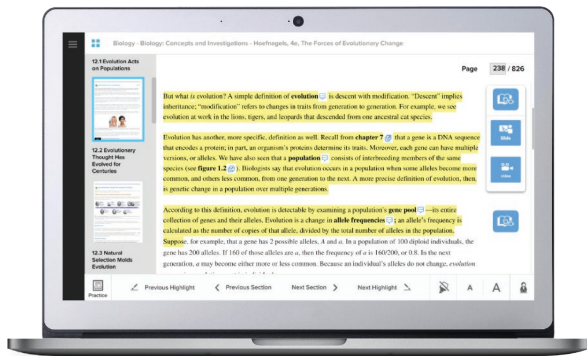 Biology - Biology: Concepts and Investigations - Hoefnagels, 4e, The Forces of Evolutionary Change
12.1 Evolution Acts
on Populations
12.2 Evolutionary
Thought Has
Evolved for
Centuries
12.3 Natural
Selection Molds
Evolution
Page 238 / 826
But what is evolution? A simple definition of evolution is descent with modification. "Descent" implies
inheritance; "modification" refers to changes in traits from generation to generation. For example, we see
evolution at work in the lions, tigers, and leopards that descended from one ancestral cat species.
Evolution has another, more specific, definition as well. Recall from chapter 7 that a gene is a DNA sequence
that encodes a protein; in part, an organism's proteins determine its traits. Moreover, each gene can have multiple
versions, or alleles. We have also seen that a population consists of interbreeding members of the same
species (see figure 1.2). Biologists say that evolution occurs in a population when some alleles become more
common, and others less common, from one generation to the next. A more precise definition of evolution, then,
is genetic change in a population over multiple generations.
According to this definition, evolution is detectable by examining a population's gene pool—its entire
collection of genes and their alleles. Evolution is a change in allele frequencies; an allele's frequency is
calculated as the number of copies of that allele, divided by the total number of alleles in the population.
Suppose, for example, that a gene has 2 possible alleles, A and a. In a population of 100 diploid individuals, the
gene has 200 alleles. If 160 of those alleles are a, then the frequency of a is 160/200, or 0.8. In the next
generation, a may become either more or less common. Because an individual's alleles do not change, evolution
Slide
video
Practice
Previous Highlight
Previous Section
Next Section
Next Highlight
A
A